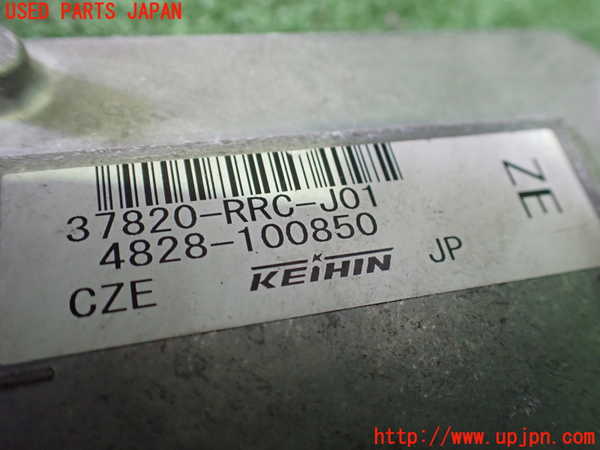 USED PARTS JAPAN
37820-RRC-J01
4828-100850
CZE
KEIHIN
JP
ZE
http://www.upjpn.com/